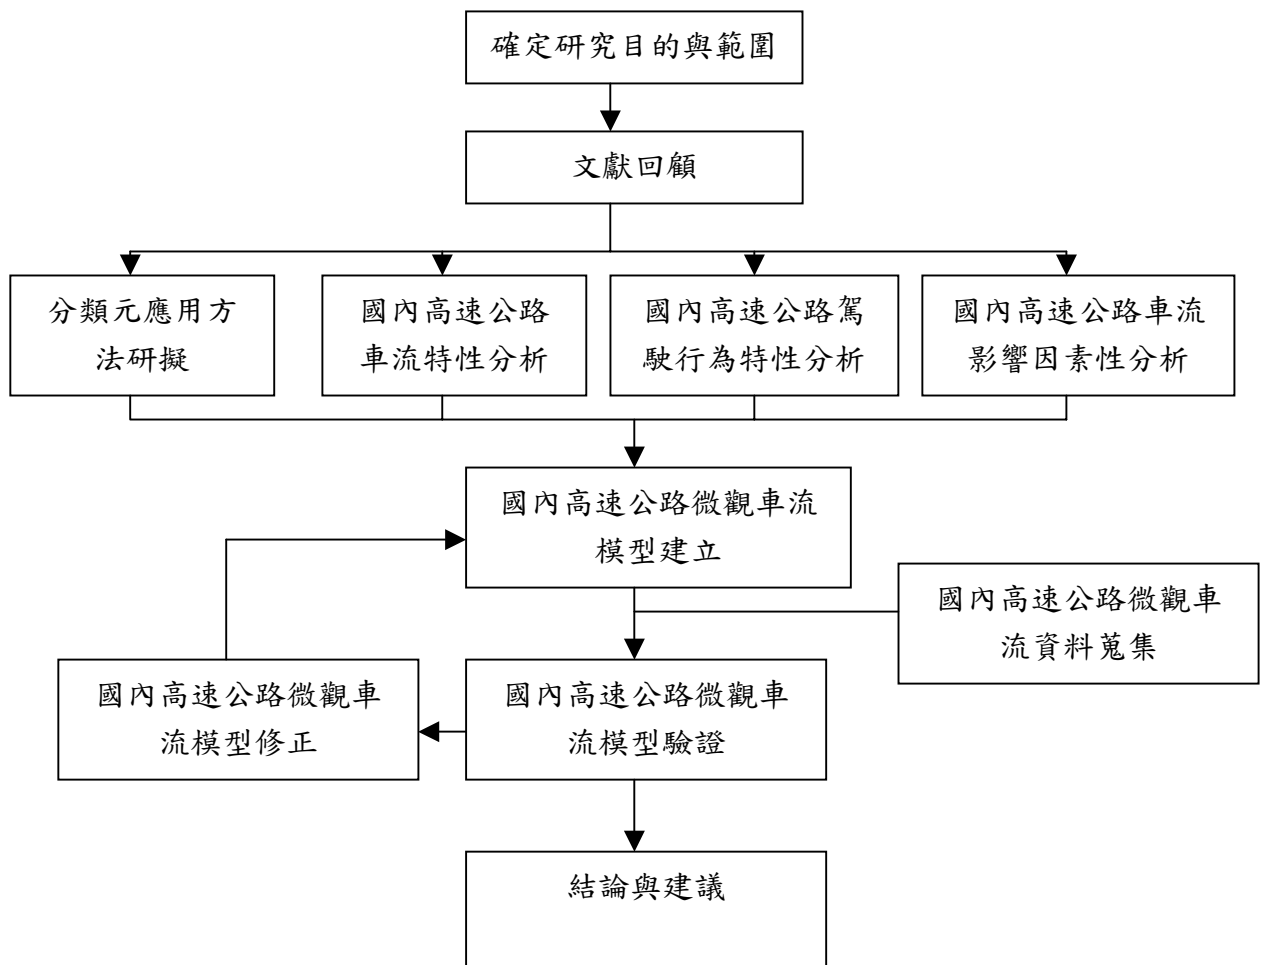 確定研究目的與範圍
文獻回顧
分類元應用方
法研擬
國內高速公路
車流特性分析
國內高速公路駕
駛行為特性分析
國內高速公路車流
影響因素性分析
國內高速公路微觀車流
模型建立
國內高速公路微觀車
流資料蒐集
國內高速公路微觀車
流模型修正
國內高速公路微觀車
流模型驗證
結論與建議